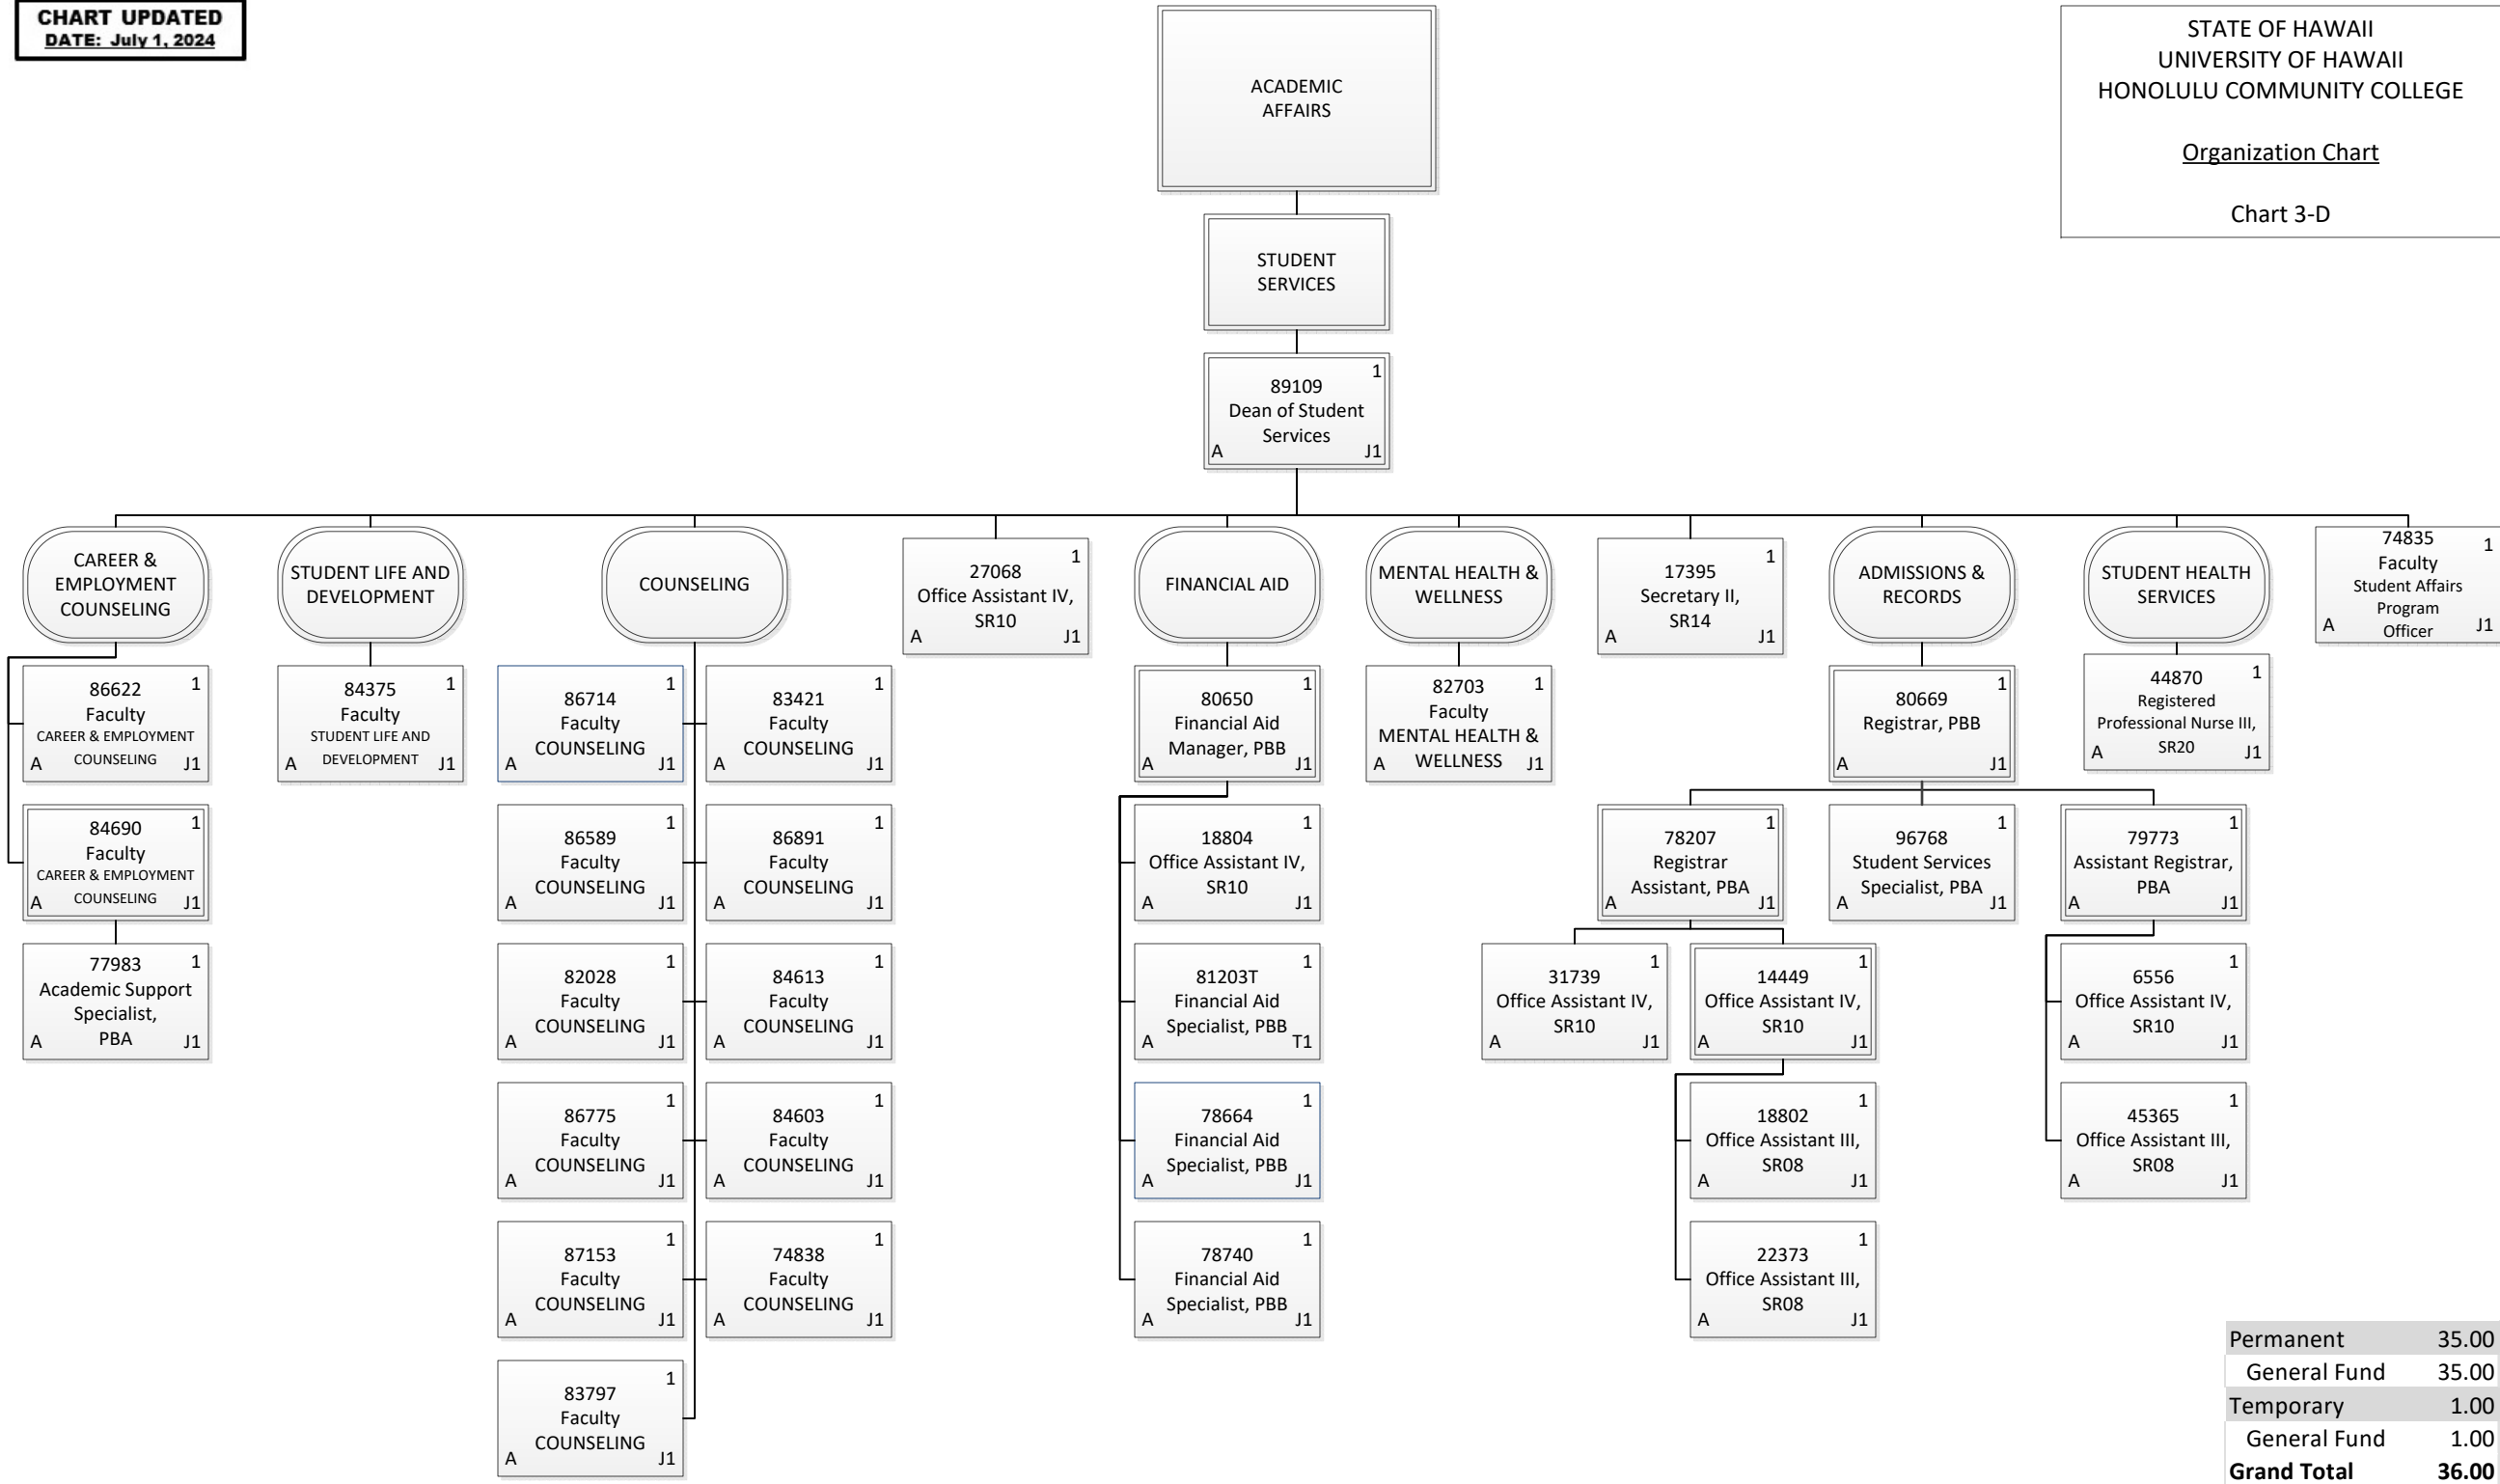 CHART UPDATED
DATE: July 1, 2024
STATE OF HAWAII
UNIVERSITY OF HAWAII
HONOLULU COMMUNITY COLLEGE
Organization Chart
Chart 3-D
ACADEMIC
AFFAIRS
STUDENT
SERVICES
1
89109
Dean of Student
Services
A J1
CAREER &
EMPLOYMENT
COUNSELING
86622 1
Faculty
CAREER & EMPLOYMENT
COUNSELING
A J1
84690 1
Faculty
CAREER & EMPLOYMENT
COUNSELING
A J1
77983 1
Academic Support
Specialist,
PBA
A J1
STUDENT LIFE AND
DEVELOPMENT
84375 1
Faculty
STUDENT LIFE AND
DEVELOPMENT
A J1
COUNSELING
1
86714
Faculty
COUNSELING
A J1
1
83421
Faculty
COUNSELING
A J1
1
86589
Faculty
COUNSELING
A J1
1
86891
Faculty
COUNSELING
A J1
1
82028
Faculty
COUNSELING
A J1
1
84613
Faculty
COUNSELING
A J1
1
86775
Faculty
COUNSELING
A J1
1
84603
Faculty
COUNSELING
A J1
1
87153
Faculty
COUNSELING
A J1
1
74838
Faculty
COUNSELING
A J1
1
83797
Faculty
COUNSELING
A J1
1
27068
Office Assistant IV,
SR10
A J1
FINANCIAL AID
1
80650
Financial Aid
Manager, PBB
A J1
1
18804
Office Assistant IV,
SR10
A J1
1
81203T
Financial Aid
Specialist, PBB
A T1
1
78664
Financial Aid
Specialist, PBB
A J1
1
78740
Financial Aid
Specialist, PBB
A J1
MENTAL HEALTH &
WELLNESS
82703 1
Faculty
MENTAL HEALTH &
WELLNESS
A J1
1
17395
Secretary II,
SR14
A J1
ADMISSIONS &
RECORDS
1
80669
Registrar, PBB
A J1
1
78207
Registrar
Assistant, PBA
A J1
1
96768
Student Services
Specialist, PBA
A J1
1
79773
Assistant Registrar,
PBA
A J1
1
31739
Office Assistant IV,
SR10
A J1
1
14449
Office Assistant IV,
SR10
A J1
1
18802
Office Assistant III,
SR08
A J1
1
22373
Office Assistant III,
SR08
A J1
1
6556
Office Assistant IV,
SR10
A J1
1
45365
Office Assistant III,
SR08
A J1
STUDENT HEALTH
SERVICES
44870 1
Registered
Professional Nurse III,
SR20
A J1
74835 1
Faculty
Student Affairs
Program
Officer
A J1
Permanent 35.00
General Fund 35.00
Temporary 1.00
General Fund 1.00
Grand Total 36.00